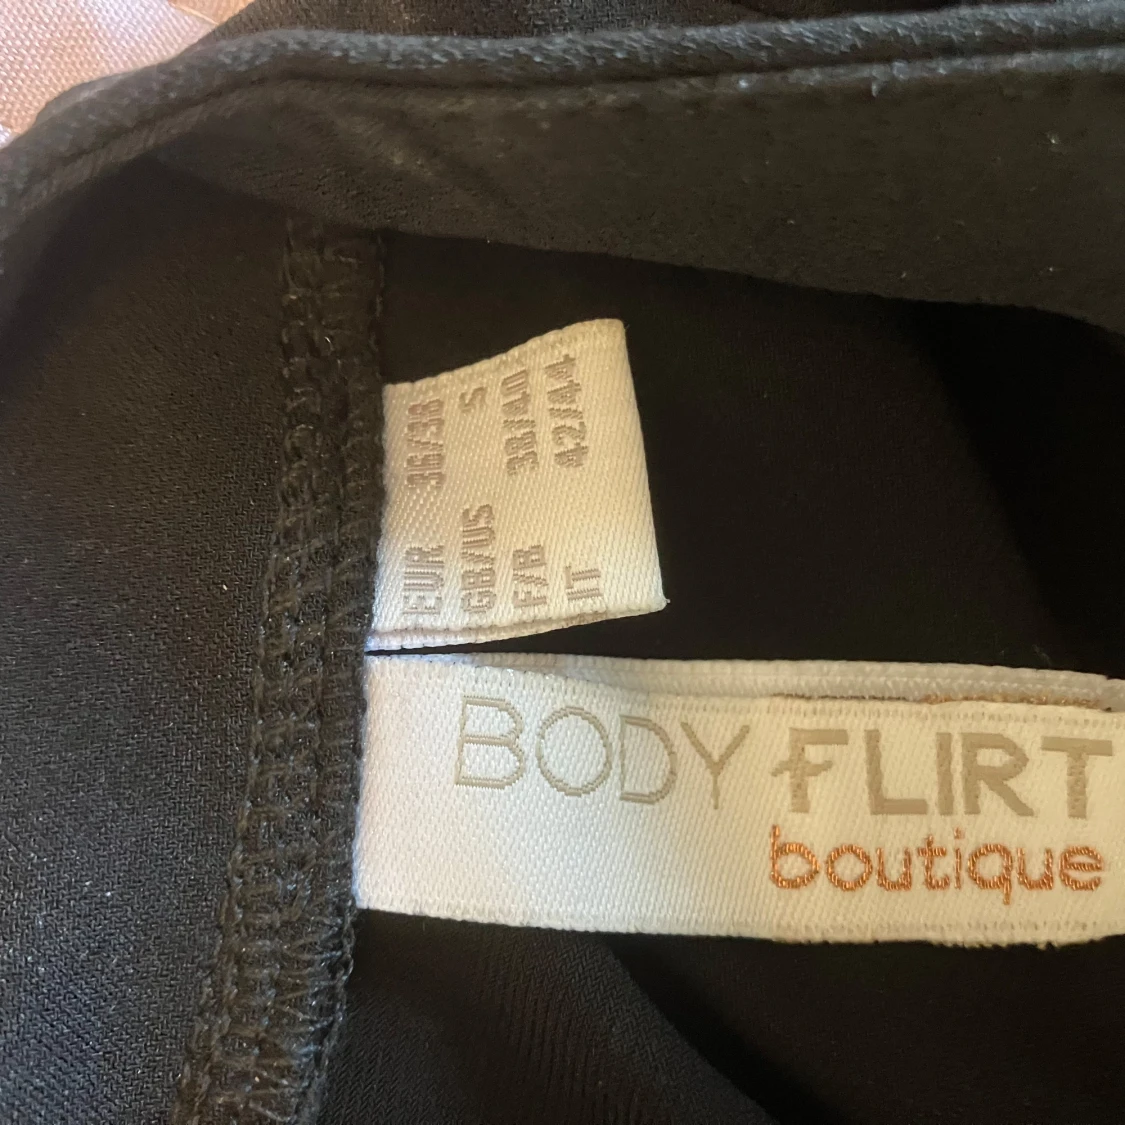 EUR 36/38
GB/US S
F/B 38/40
IT 42/44
BODY FLIRT
boutique